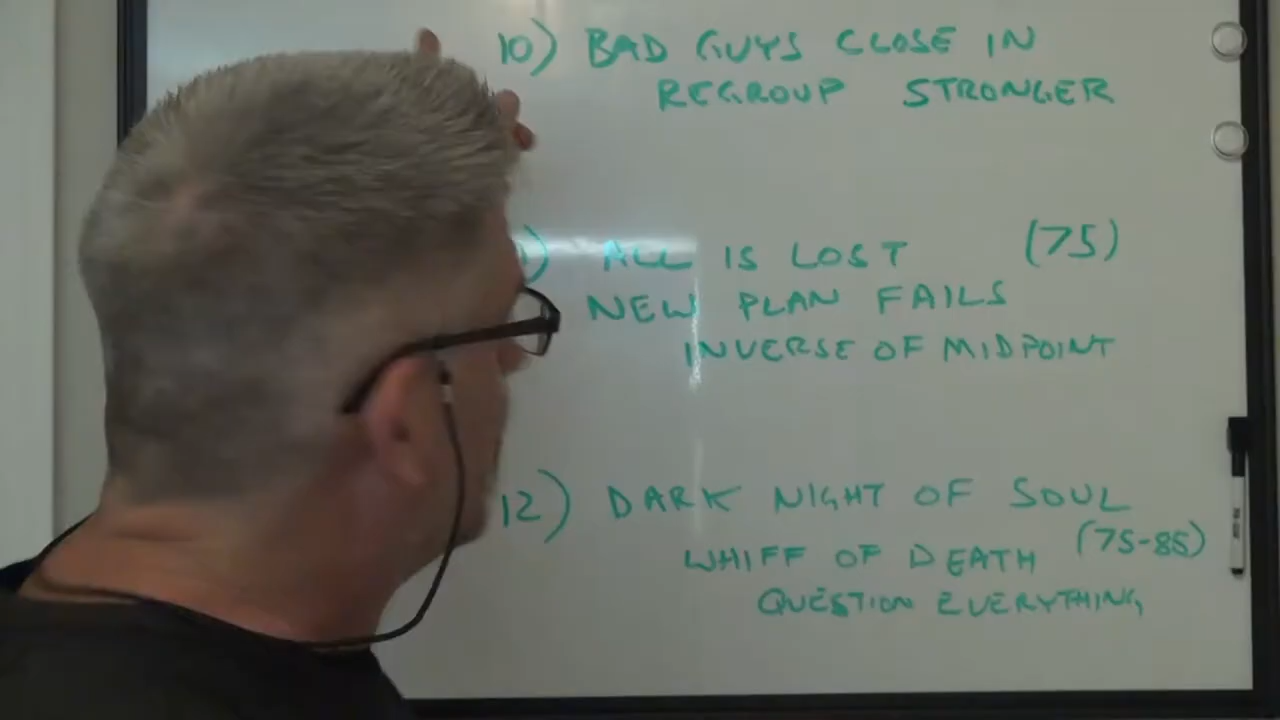 10) BAD GUYS CLOSE IN
REGROUP STRONGER
) ALL IS LOST (75)
NEW PLAN FAILS
INVERSE OF MIDPOINT
12) DARK NIGHT OF SOUL
(75-85)
WHIFF OF DEATH
QUESTION EVERYTHING